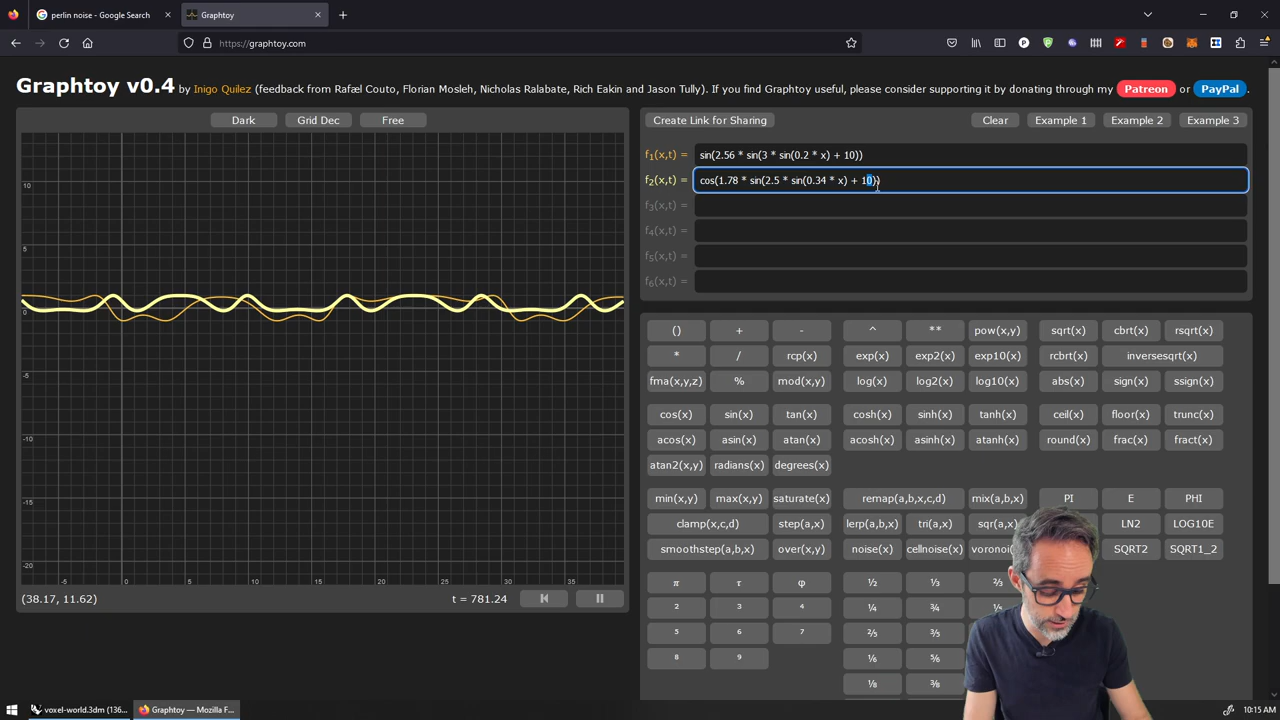 perlin noise - Google Search
Graphtoy
https://graphtoy.com
Graphtoy v0.4 by Inigo Quilez (feedback from Rafæl Couto, Florian Mosleh, Nicholas Ralabate, Rich Eakin and Jason Tully). If you find Graphtoy useful, please consider supporting it by donating through my Patreon or PayPal.
Dark Grid Dec Free
Create Link for Sharing Clear Example 1 Example 2 Example 3
f1(x,t) = sin(2.56 * sin(3 * sin(0.2 * x) + 10))
f2(x,t) = cos(1.78 * sin(2.5 * sin(0.34 * x) + 10))
f3(x,t) =
f4(x,t) =
f5(x,t) =
f6(x,t) =
10
5
0
-5
-10
-15
-20
-5 0 5 10 15 20 25 30 35
(38.17, 11.62) t = 781.24
() + - ^ ** pow(x,y) sqrt(x) cbrt(x) rsqrt(x)
* / rcp(x) exp(x) exp2(x) exp10(x) rcbrt(x) inversesqrt(x)
fma(x,y,z) % mod(x,y) log(x) log2(x) log10(x) abs(x) sign(x) ssign(x)
cos(x) sin(x) tan(x) cosh(x) sinh(x) tanh(x) ceil(x) floor(x) trunc(x)
acos(x) asin(x) atan(x) acosh(x) asinh(x) atanh(x) round(x) frac(x) fract(x)
atan2(x,y) radians(x) degrees(x)
min(x,y) max(x,y) saturate(x) remap(a,b,x,c,d) mix(a,b,x) PI E PHI
clamp(x,c,d) step(a,x) lerp(a,b,x) tri(a,x) sqr(a,x) LN2 LOG10E
smoothstep(a,b,x) over(x,y) noise(x) cellnoise(x) SQRT2 SQRT1_2
π τ φ ½ ⅓ ⅔
2 3 4 ¼ ¾
5 6 7 ⅖ ⅗
8 9 ⅙ ⅚
⅛ ⅜
voxel-world.3dm (136... Graphtoy — Mozilla F... 10:15 AM